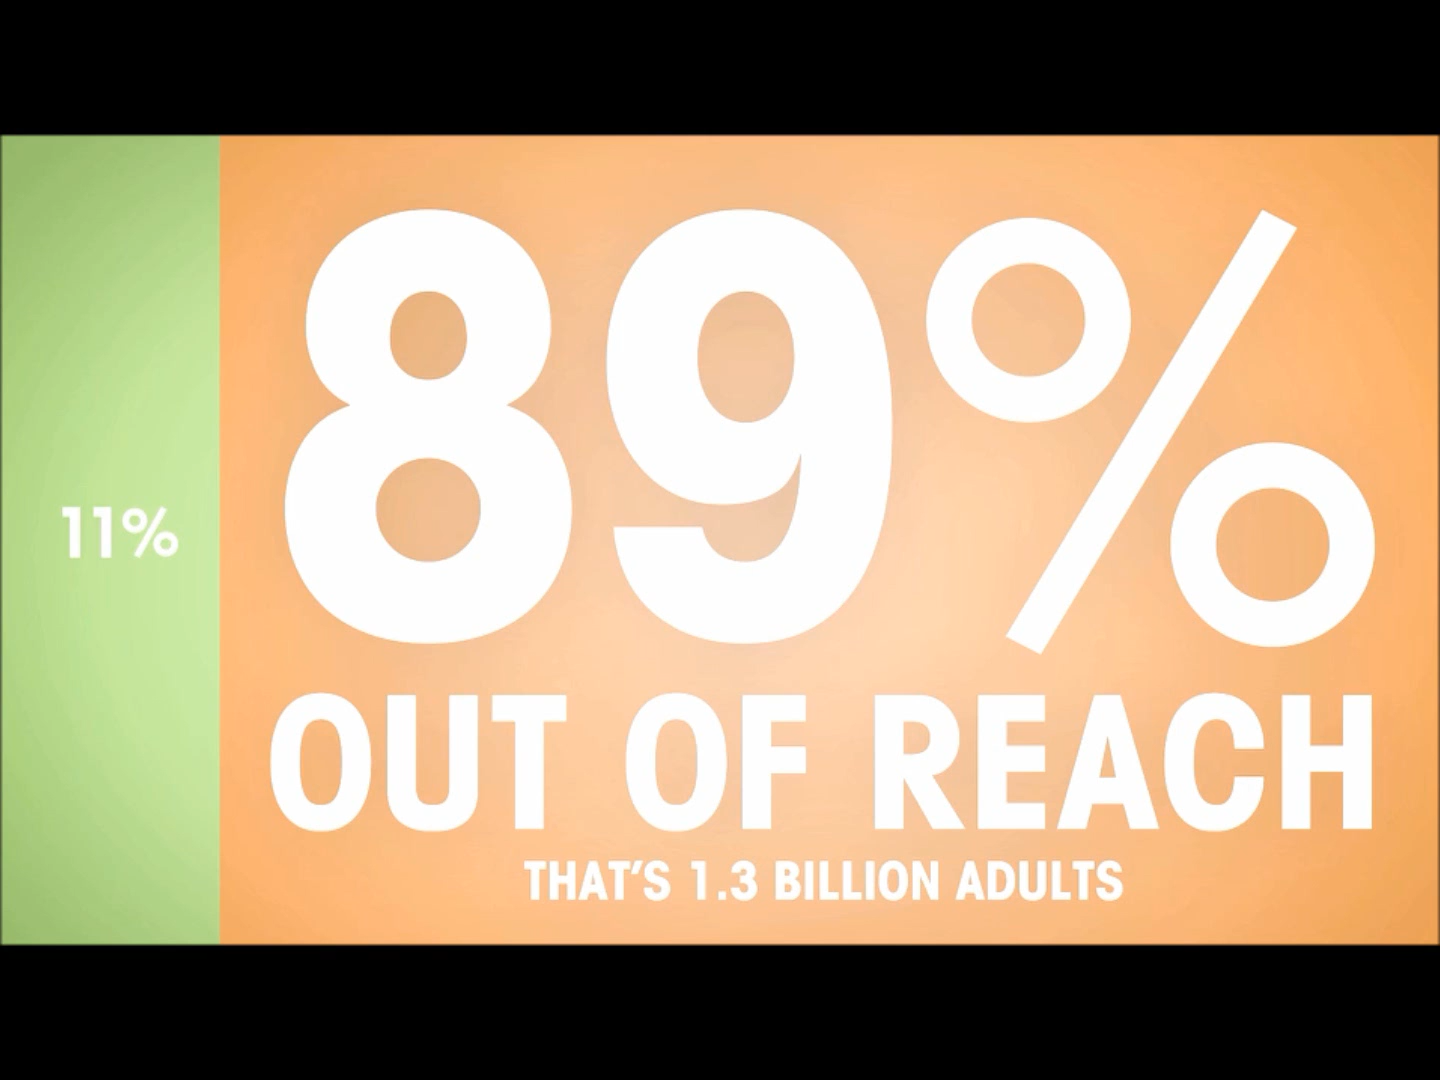 11%
89%
OUT OF REACH
THAT'S 1.3 BILLION ADULTS